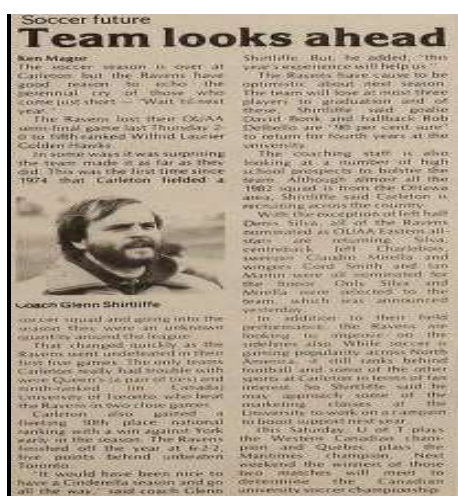 Soccer future
Team looks ahead
Ken Magor
The soccer season is over at
Carleton but the Ravens have
good reason to echo the
perennial cry of those who
come just short — "Wait til next
year."
The Ravens lost their OUAA
semi-final game last Thursday 2-
0 to fifth-ranked Wilfrid Laurier
Golden Hawks.
In some ways it was surprising
the team made it as far as they
did. This was the first time since
1974 that Carleton fielded a
Coach Glenn Shirtliffe
soccer squad and going into the
season they were an unknown
quantity around the league.
That changed quickly as the
Ravens went undefeated in their
first five games. The only teams
Carleton really had trouble with
were Queen's (a pair of ties) and
ninth-ranked in Canada
University of Toronto, who beat
the Ravens in two close games.
Carleton also gained a
fleeting 10th place national
ranking with a win against York
early in the season. The Ravens
finished off the year at 6-3-2,
five points behind unbeaten
Toronto.
"It would have been nice to
have a Cinderella season and go
all the way," said coach Glenn
Shirtliffe. But, he added, "this
year's experience will help us."
The Ravens have cause to be
optimistic about next season.
The team will lose at most three
players to graduation and of
these, Shirtliffe said goalie
David Bonk and fullback Rob
DelBello are "90 per cent sure"
to return for fourth years at the
university.
The coaching staff is also
looking at a number of high
school prospects to bolster the
team. Although almost all the
1982 squad is from the Ottawa
area, Shirtliffe said Carleton is
recruiting across the country.
With the exception of left half
Denis Silva, all of the Ravens
nominated as OUAA Eastern all-
stars are returning. Silva,
centreback
sweeper Claudio Mirella and
wingers Cord Smith and Ian
Martin were all nominated for
the honor. Only Silva and
Mirella were selected to the
team, which was announced
yesterday.
In addition to their field
performance, the Ravens are
looking to improve on the
sidelines also. While soccer is
gaining popularity across North
America, it still ranks behind
football and some of the other
sports at Carleton in terms of fan
interest. So Shirtliffe said he
may approach some of the
marketing classes at the
University to work on a campaign
to boost support next year.
This Saturday, U of T plays
the Western Canadian cham-
pion and Quebec plays the
Maritime champion. Next
weekend the winners of those
two matches will meet to
determine the Canadian
university soccer championship.